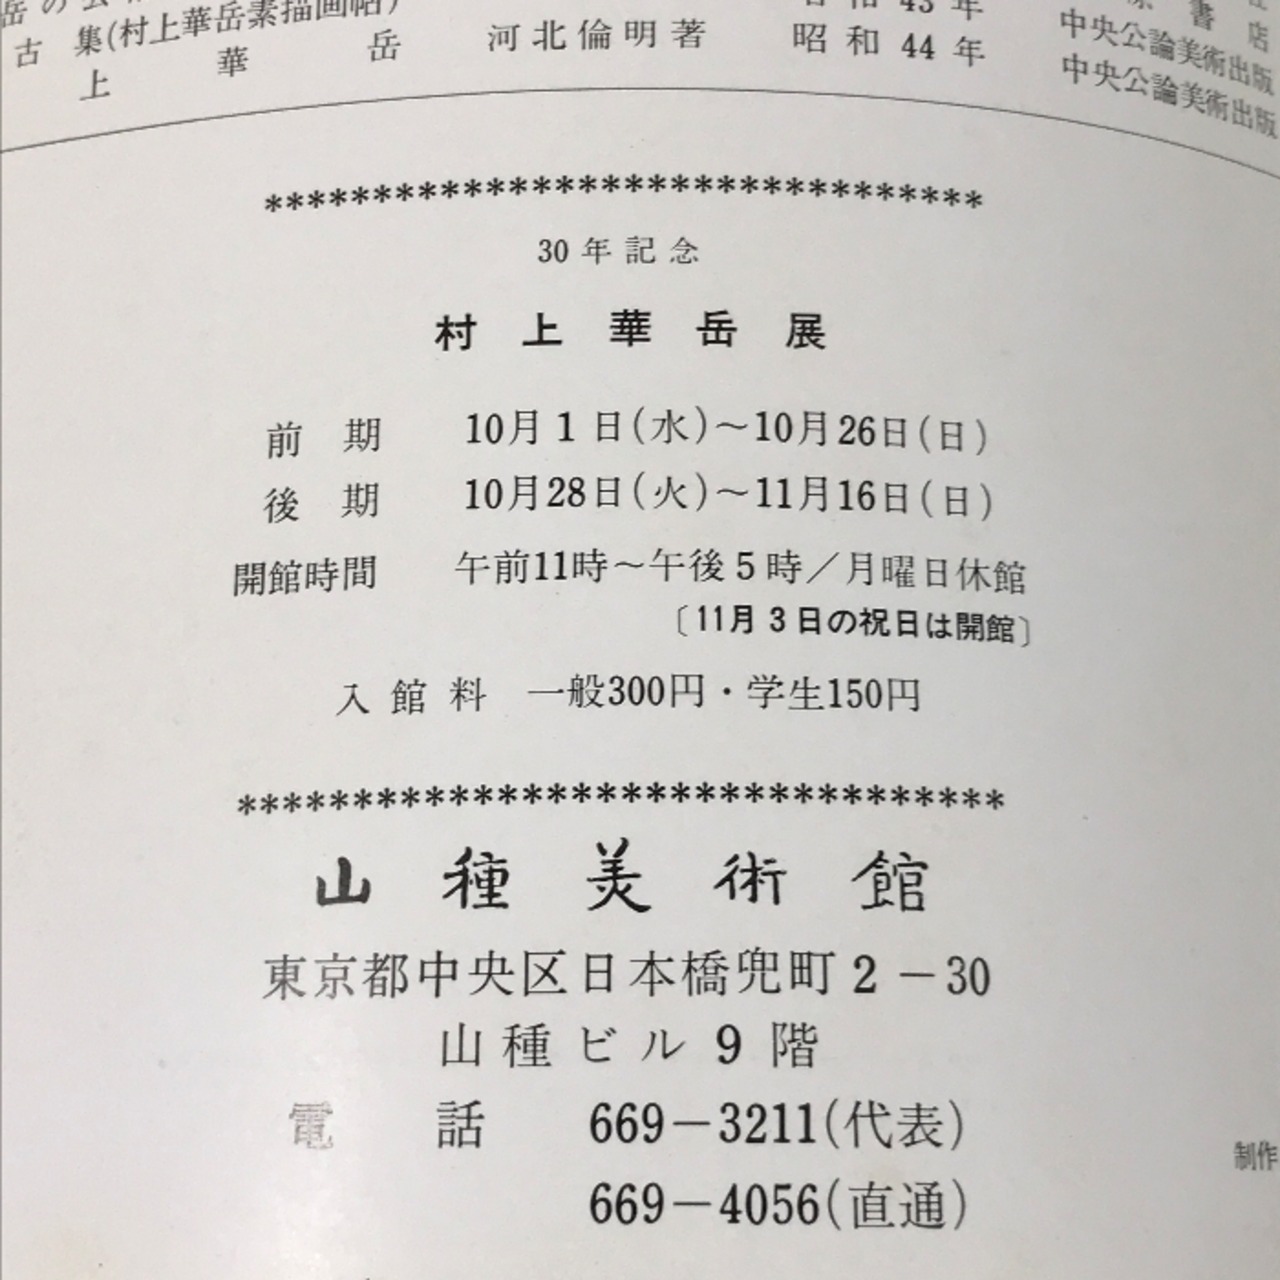 集(村上華岳素描画帖)
上華岳 河北倫明著 昭和44年 中央公論美術出版
中央公論美術出版
*********************************
30年記念
村上華岳展
前期 10月1日(水)～10月26日(日)
後期 10月28日(火)～11月16日(日)
開館時間 午前11時～午後5時／月曜日休館
〔11月3日の祝日は開館〕
入館料 一般300円・学生150円
*********************************
山種美術館
東京都中央区日本橋兜町2－30
山種ビル9階
電話 669－3211(代表)
669－4056(直通)
制作